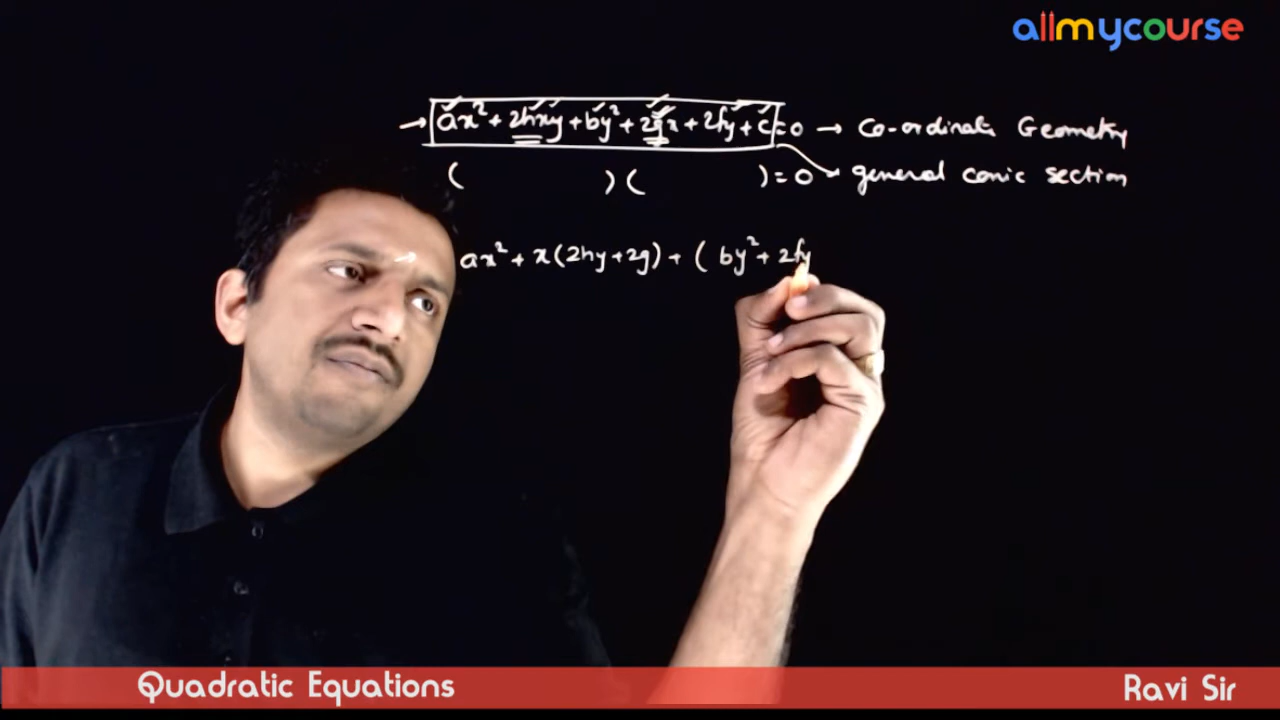 allmycourse
→ ax² + 2hxy + by² + 2gx + 2fy + c = 0 → Co-ordinate Geometry
( ) ( ) = 0 → general conic section
→ ax² + x(2hy + 2g) + ( by² + 2fy
Quadratic Equations
Ravi Sir